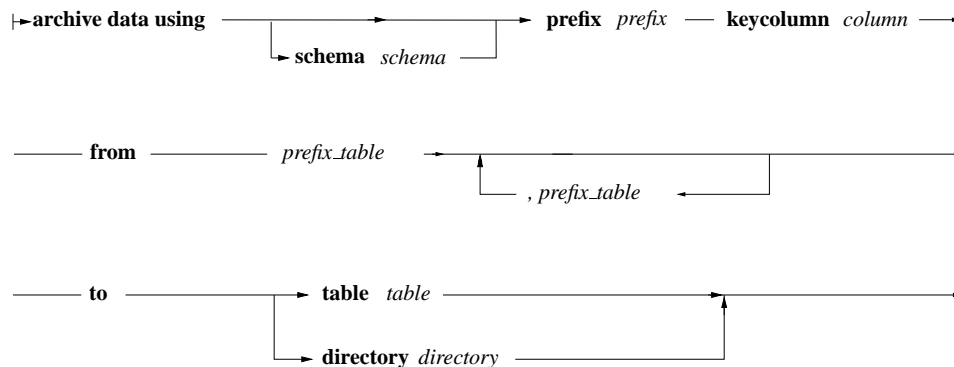 archive data using prefix prefix keycolumn column
schema schema
from prefix_table
, prefix_table
to table table
directory directory